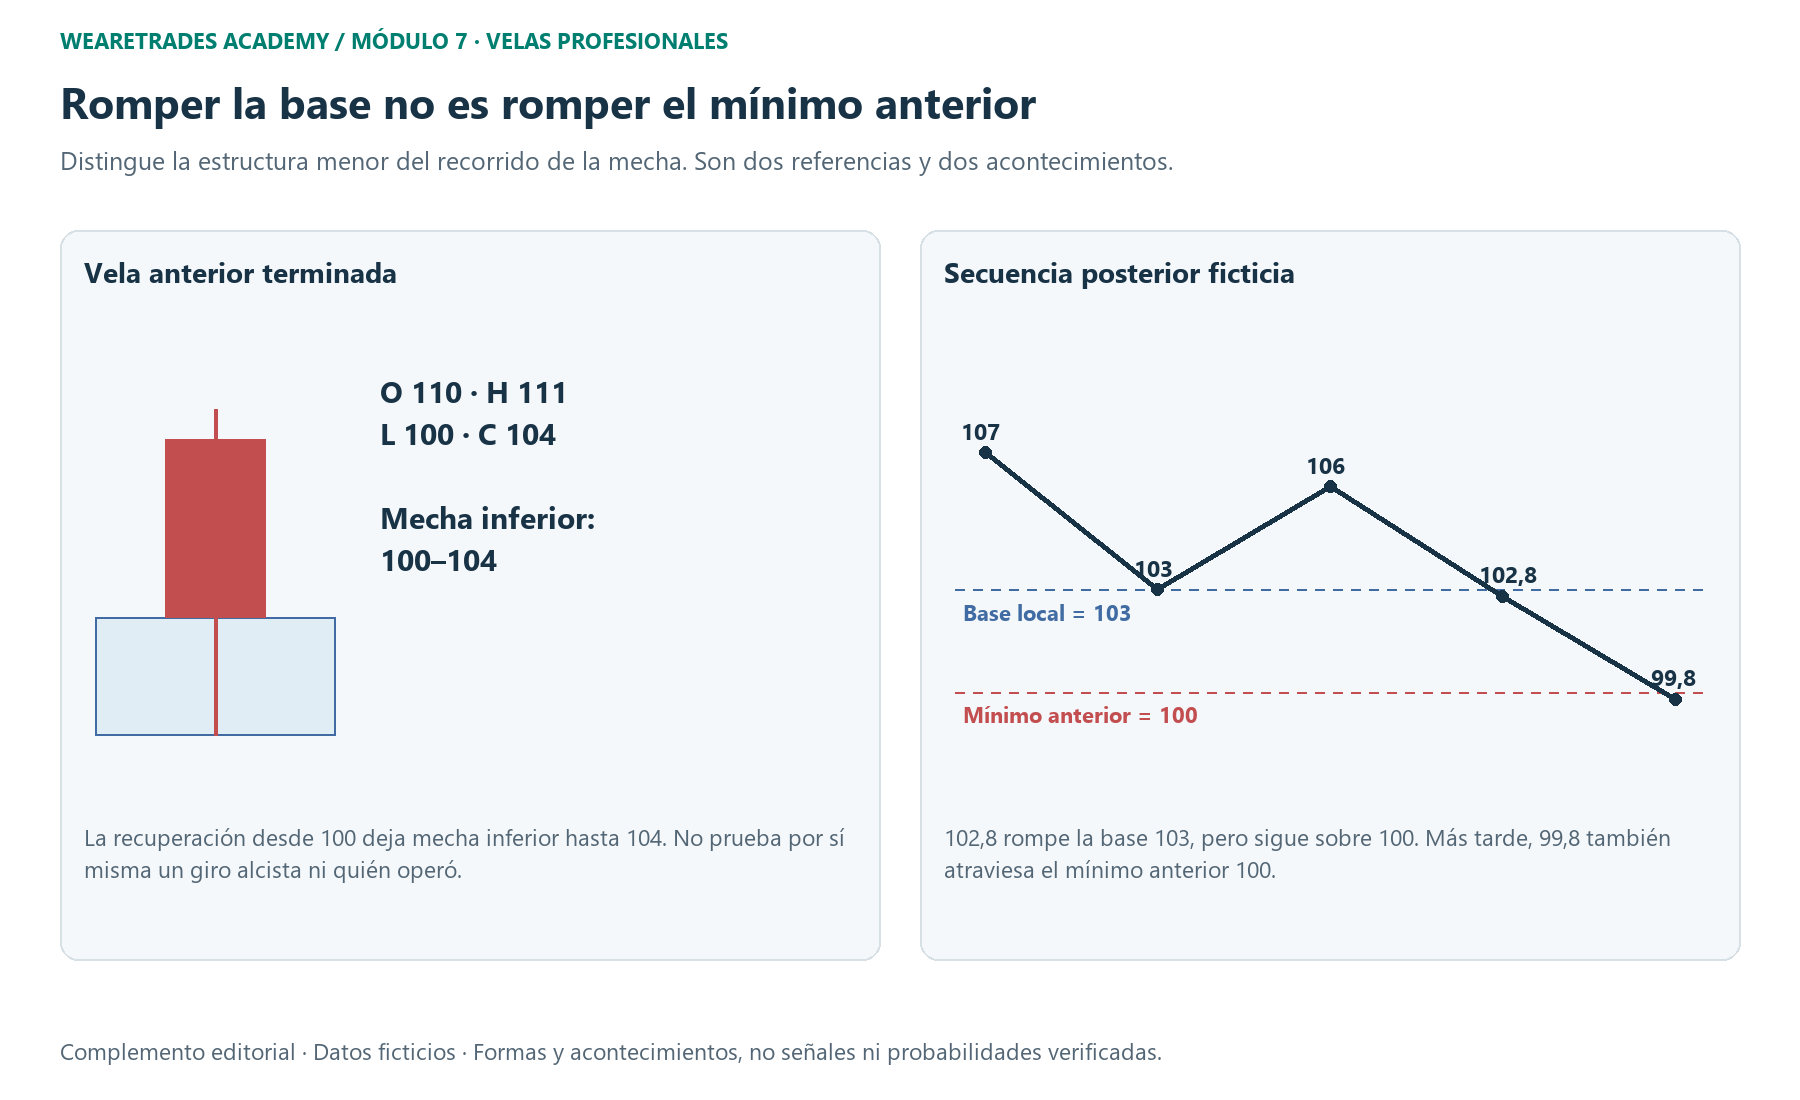 WEARETRADES ACADEMY / MÓDULO 7 · VELAS PROFESIONALES
Romper la base no es romper el mínimo anterior
Distingue la estructura menor del recorrido de la mecha. Son dos referencias y dos acontecimientos.
Vela anterior terminada
O 110 · H 111
L 100 · C 104
Mecha inferior:
100–104
La recuperación desde 100 deja mecha inferior hasta 104. No prueba por sí
misma un giro alcista ni quién operó.
Secuencia posterior ficticia
107
106
103
102,8
Base local = 103
99,8
Mínimo anterior = 100
102,8 rompe la base 103, pero sigue sobre 100. Más tarde, 99,8 también
atraviesa el mínimo anterior 100.
Complemento editorial · Datos ficticios · Formas y acontecimientos, no señales ni probabilidades verificadas.